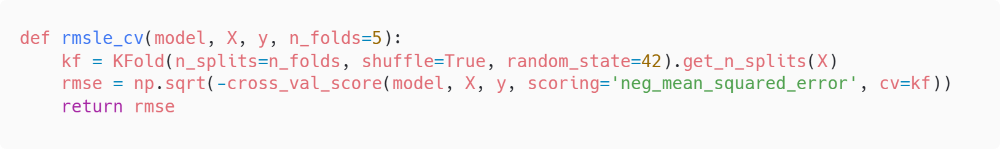 def rmsle_cv(model, X, y, n_folds=5):
    kf = KFold(n_splits=n_folds, shuffle=True, random_state=42).get_n_splits(X)
    rmse = np.sqrt(-cross_val_score(model, X, y, scoring='neg_mean_squared_error', cv=kf))
    return rmse